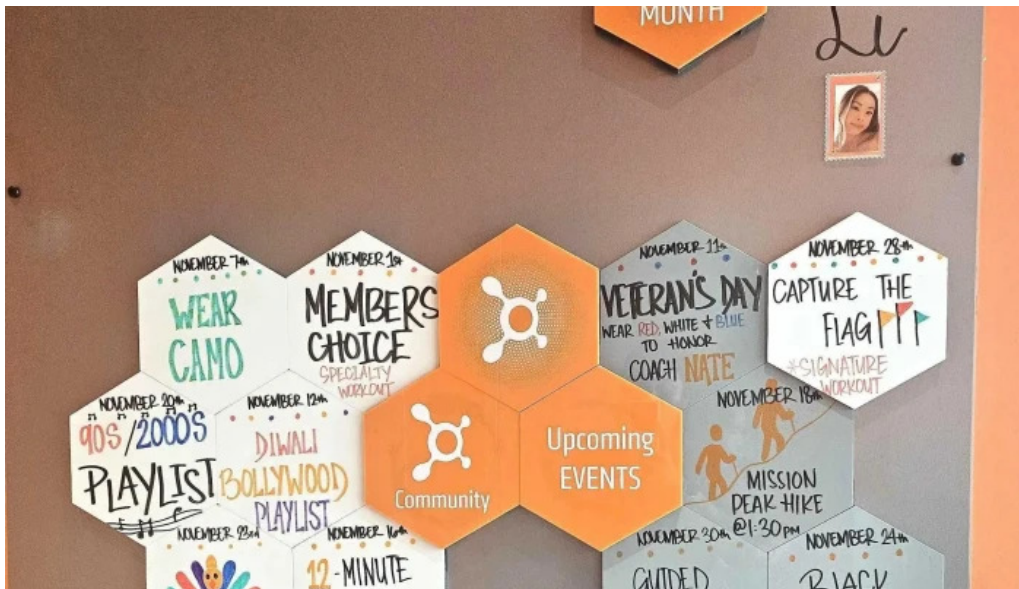 MONTH
Liv
NOVEMBER 7th
WEAR
CAMO
NOVEMBER 1st
MEMBERS
CHOICE
SPECIALTY
WORKOUT
NOVEMBER 11th
VETERAN'S DAY
WEAR RED, WHITE + BLUE
TO HONOR
COACH NATE
NOVEMBER 28th
CAPTURE THE
FLAG
*SIGNATURE
WORKOUT
NOVEMBER 20th
90S/2000S
PLAYLIST
NOVEMBER 12th
DIWALI
BOLLYWOOD
PLAYLIST
Community
Upcoming
EVENTS
NOVEMBER 18th
MISSION
PEAK HIKE
@1:30PM
NOVEMBER 23rd
NOVEMBER 16th
12-MINUTE
NOVEMBER 30th
GUIDED
NOVEMBER 24th
BLACK